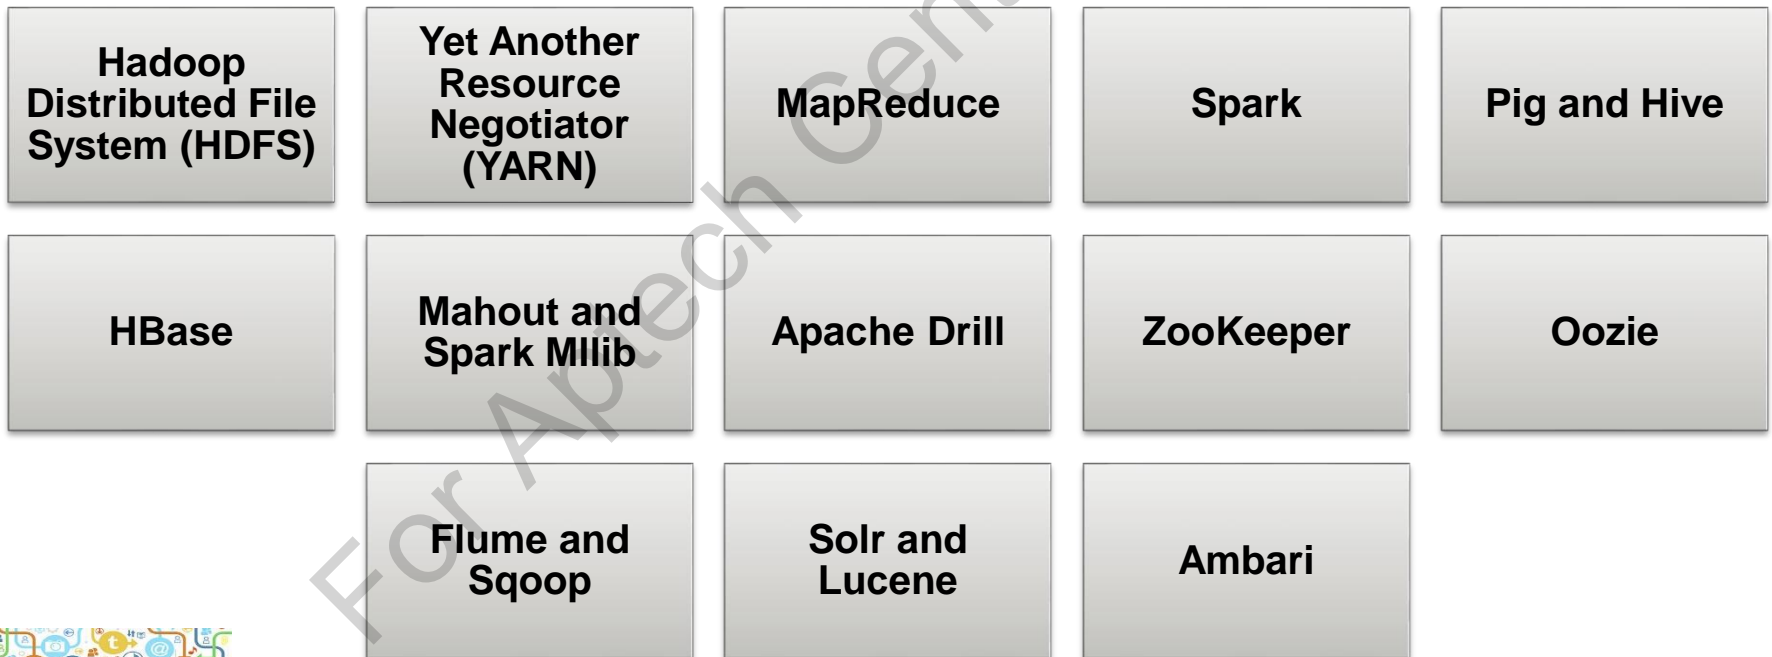 Hadoop
Distributed File
System (HDFS)
Yet Another
Resource
Negotiator
(YARN)
MapReduce
Spark
Pig and Hive
HBase
Mahout and
Spark Mllib
Apache Drill
ZooKeeper
Oozie
Flume and
Sqoop
Solr and
Lucene
Ambari
For Aptech Cent